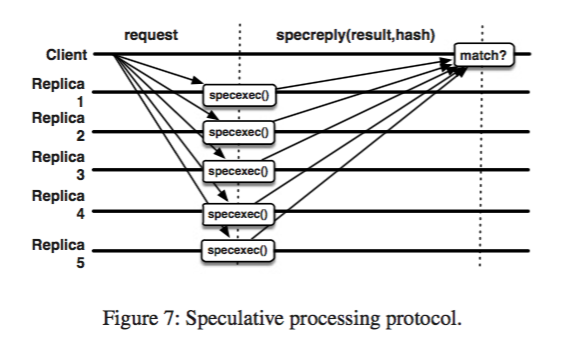 request specreply(result,hash)
Client match?
Replica
1 specexec()
Replica
2 specexec()
Replica
3 specexec()
Replica
4 specexec()
Replica
5 specexec()
Figure 7: Speculative processing protocol.